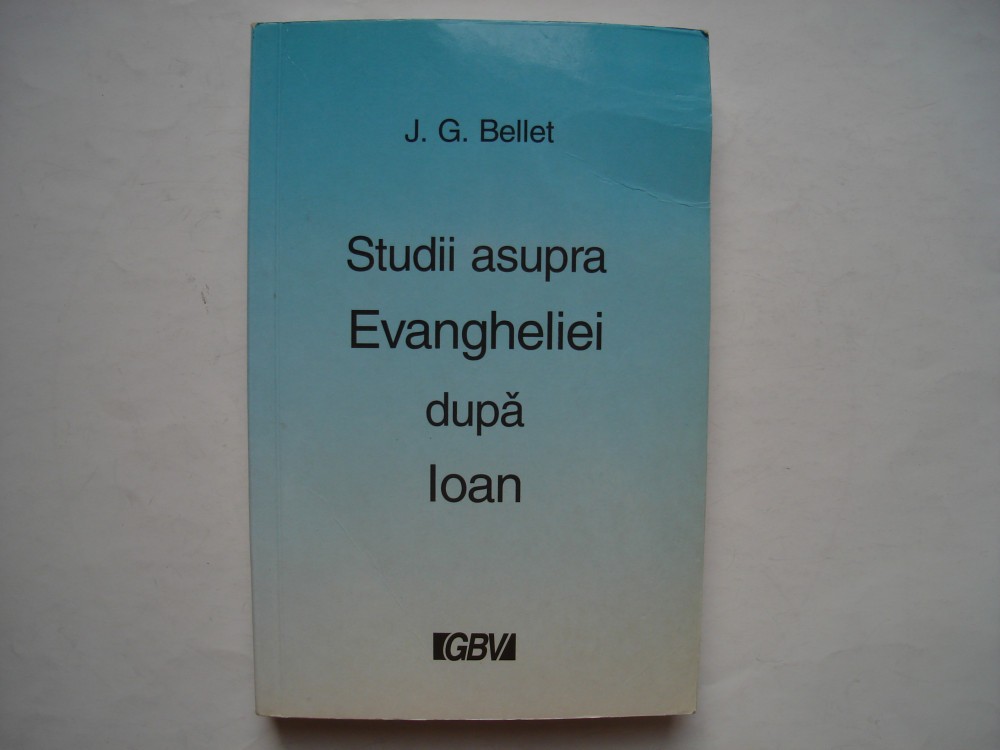 J. G. Bellet
Studii asupra
Evangheliei
după
Ioan
GBV